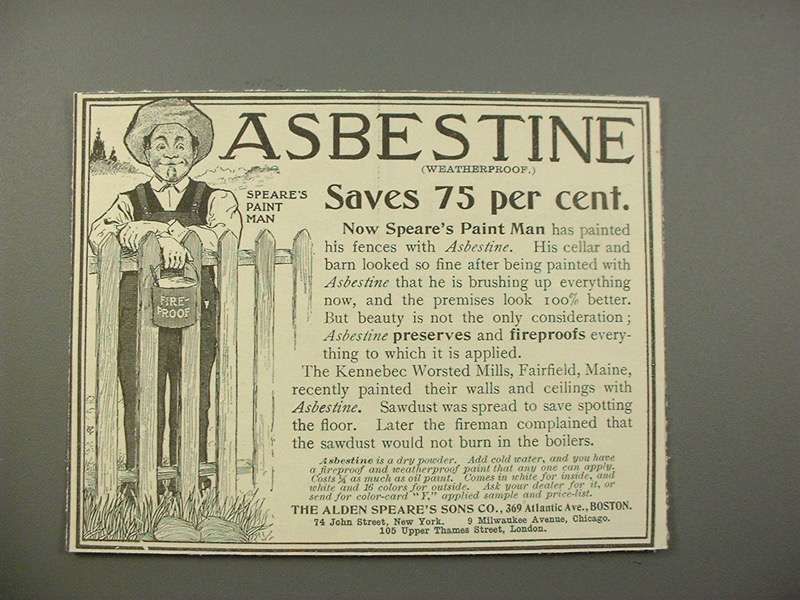 ASBESTINE
(WEATHERPROOF.)
SPEARE'S
PAINT
MAN
Saves 75 per cent.
Now Speare's Paint Man has painted
his fences with Asbestine. His cellar and
barn looked so fine after being painted with
Asbestine that he is brushing up everything
now, and the premises look 100% better.
But beauty is not the only consideration;
Asbestine preserves and fireproofs every-
thing to which it is applied.
FIRE-
PROOF
The Kennebec Worsted Mills, Fairfield, Maine,
recently painted their walls and ceilings with
Asbestine. Sawdust was spread to save spotting
the floor. Later the fireman complained that
the sawdust would not burn in the boilers.
Asbestine is a dry powder. Add cold water, and you have
a fireproof and weatherproof paint that any one can apply.
Costs ¼ as much as oil paint. Comes in white for inside, and
white and 16 colors for outside. Ask your dealer for it, or
send for color-card "Y," applied sample and price-list.
THE ALDEN SPEARE'S SONS CO., 369 Atlantic Ave., BOSTON.
74 John Street, New York. 9 Milwaukee Avenue, Chicago.
105 Upper Thames Street, London.